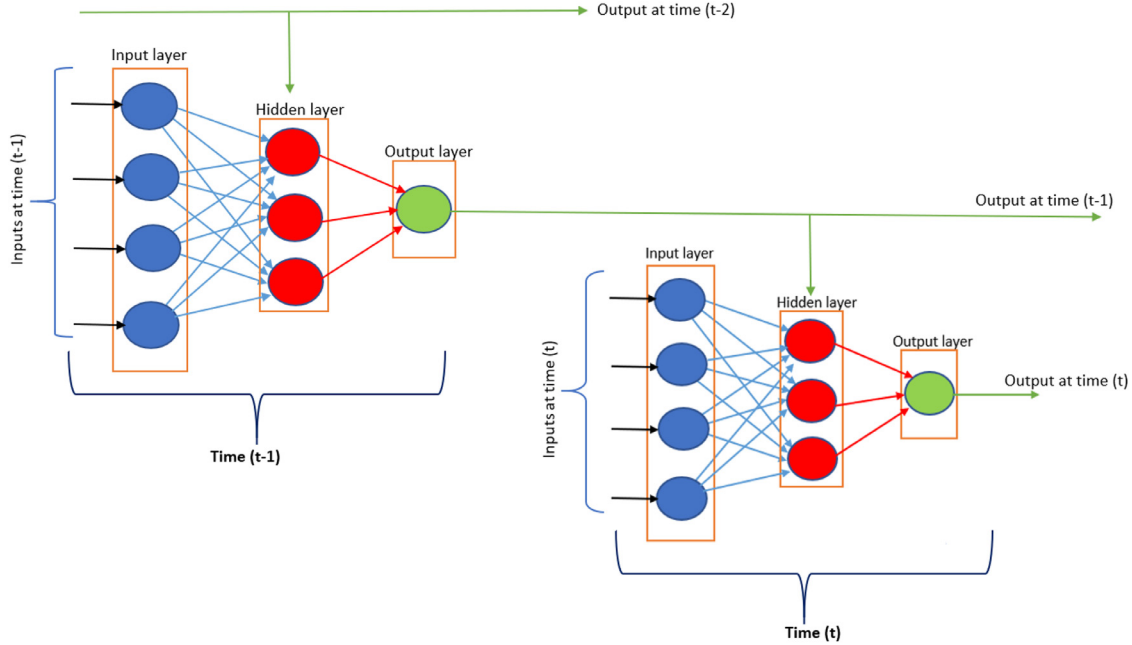 Output at time (t-2)
Input layer
Hidden layer
Output layer
Inputs at time (t-1)
Output at time (t-1)
Time (t-1)
Input layer
Hidden layer
Output layer
Inputs at time (t)
Output at time (t)
Time (t)